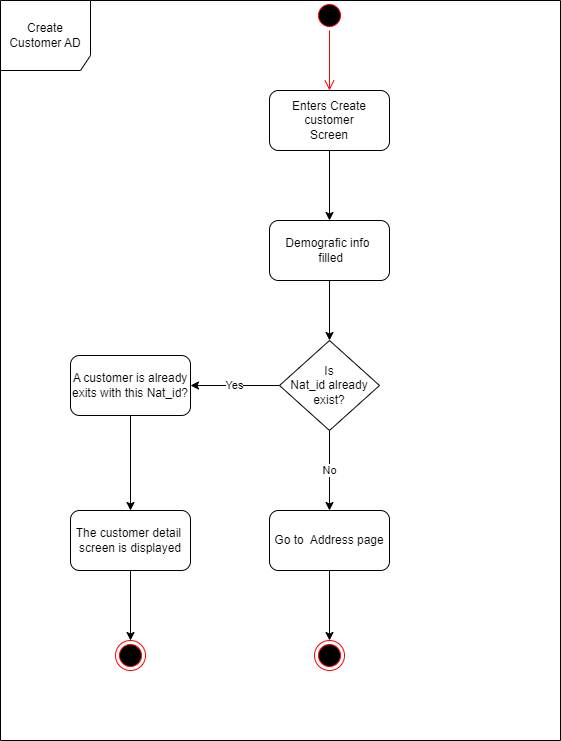 Create
Customer AD
Enters Create
customer
Screen
Demografic info
filled
Is
Nat_id already
exist?
Yes
A customer is already
exits with this Nat_id?
No
The customer detail
screen is displayed
Go to Address page